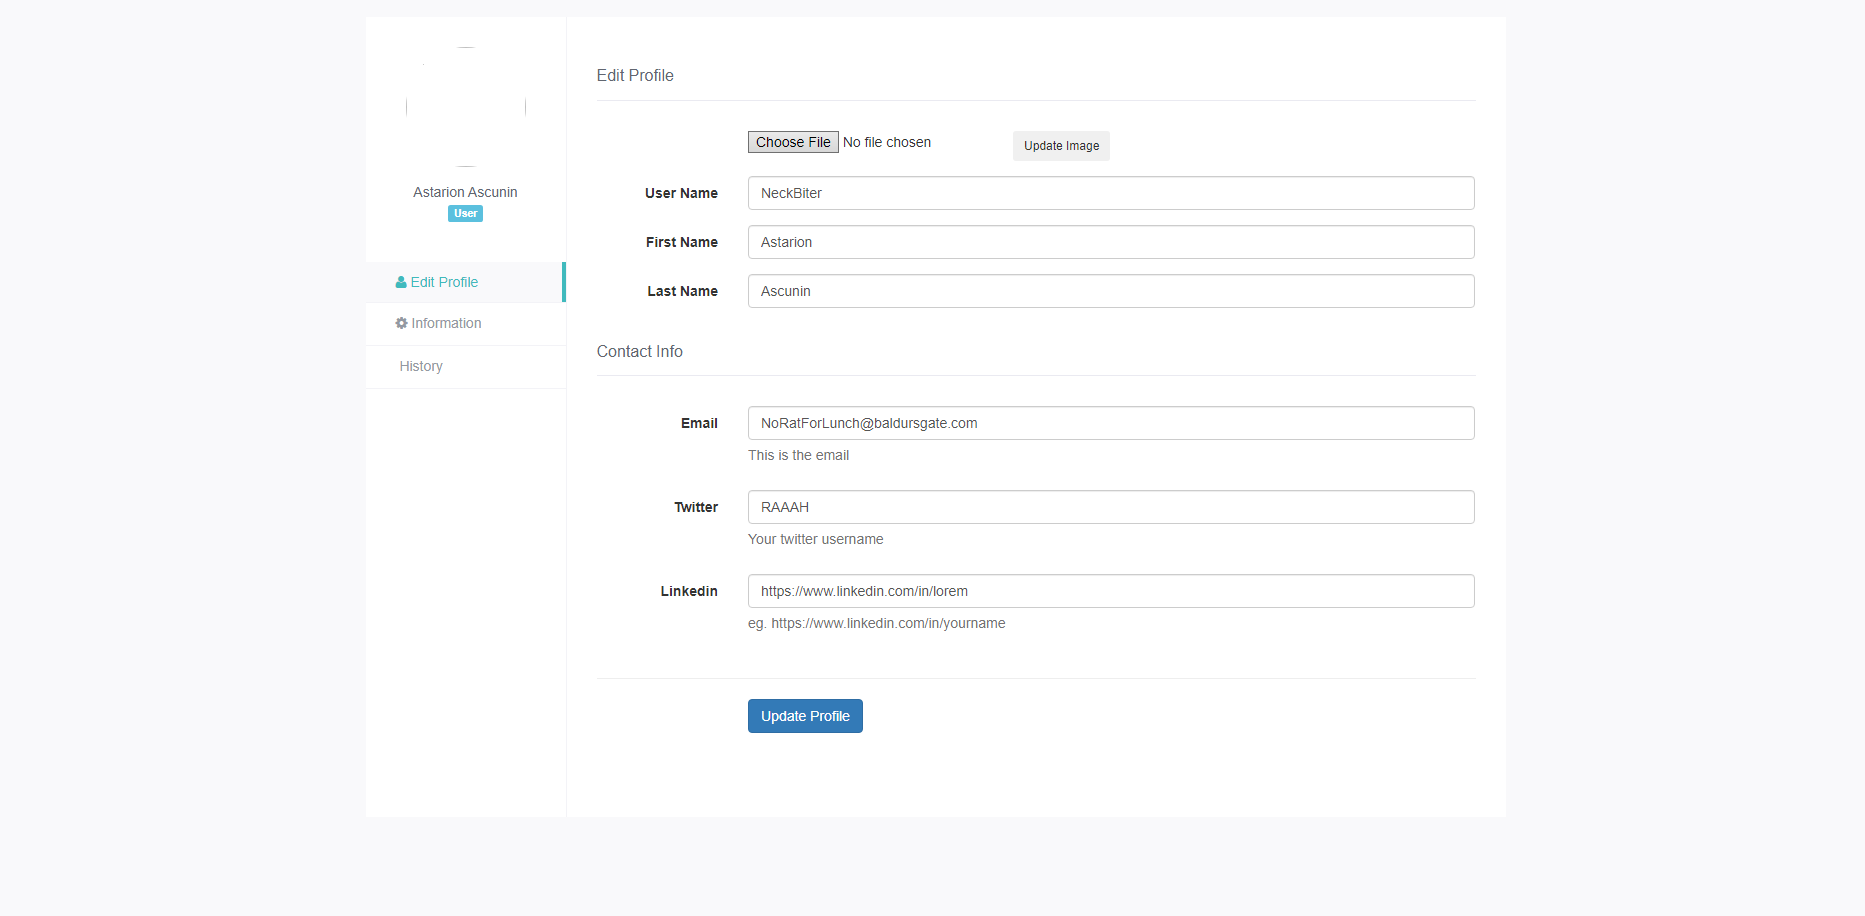 Astarion Ascunin
User
Edit Profile
Information
History
Edit Profile
Choose File No file chosen
Update Image
User Name NeckBiter
First Name Astarion
Last Name Ascunin
Contact Info
Email NoRatForLunch@baldursgate.com
This is the email
Twitter RAAAH
Your twitter username
Linkedin https://www.linkedin.com/in/lorem
eg. https://www.linkedin.com/in/yourname
Update Profile